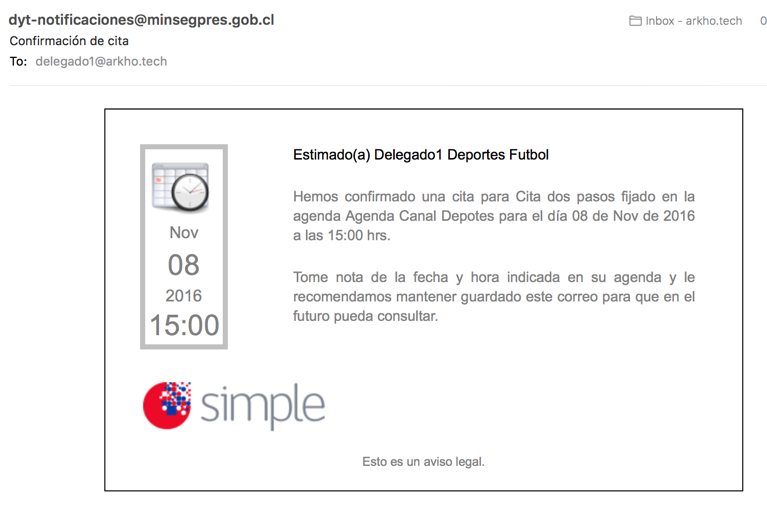 dyt-notificaciones@minsegpres.gob.cl
Inbox - arkho.tech 0
Confirmación de cita
To: delegado1@arkho.tech
Estimado(a) Delegado1 Deportes Futbol
Hemos confirmado una cita para Cita dos pasos fijado en la
agenda Agenda Canal Depotes para el día 08 de Nov de 2016
a las 15:00 hrs.
Tome nota de la fecha y hora indicada en su agenda y le
recomendamos mantener guardado este correo para que en el
futuro pueda consultar.
Nov
08
2016
15:00
simple
Esto es un aviso legal.